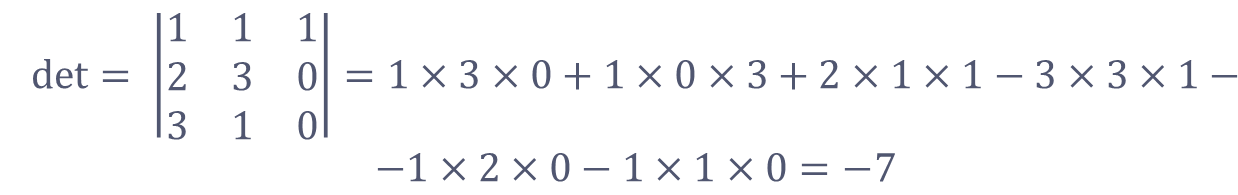 det = |1 1 1|
|2 3 0| = 1 × 3 × 0 + 1 × 0 × 3 + 2 × 1 × 1 − 3 × 3 × 1 −
|3 1 0|
−1 × 2 × 0 − 1 × 1 × 0 = −7